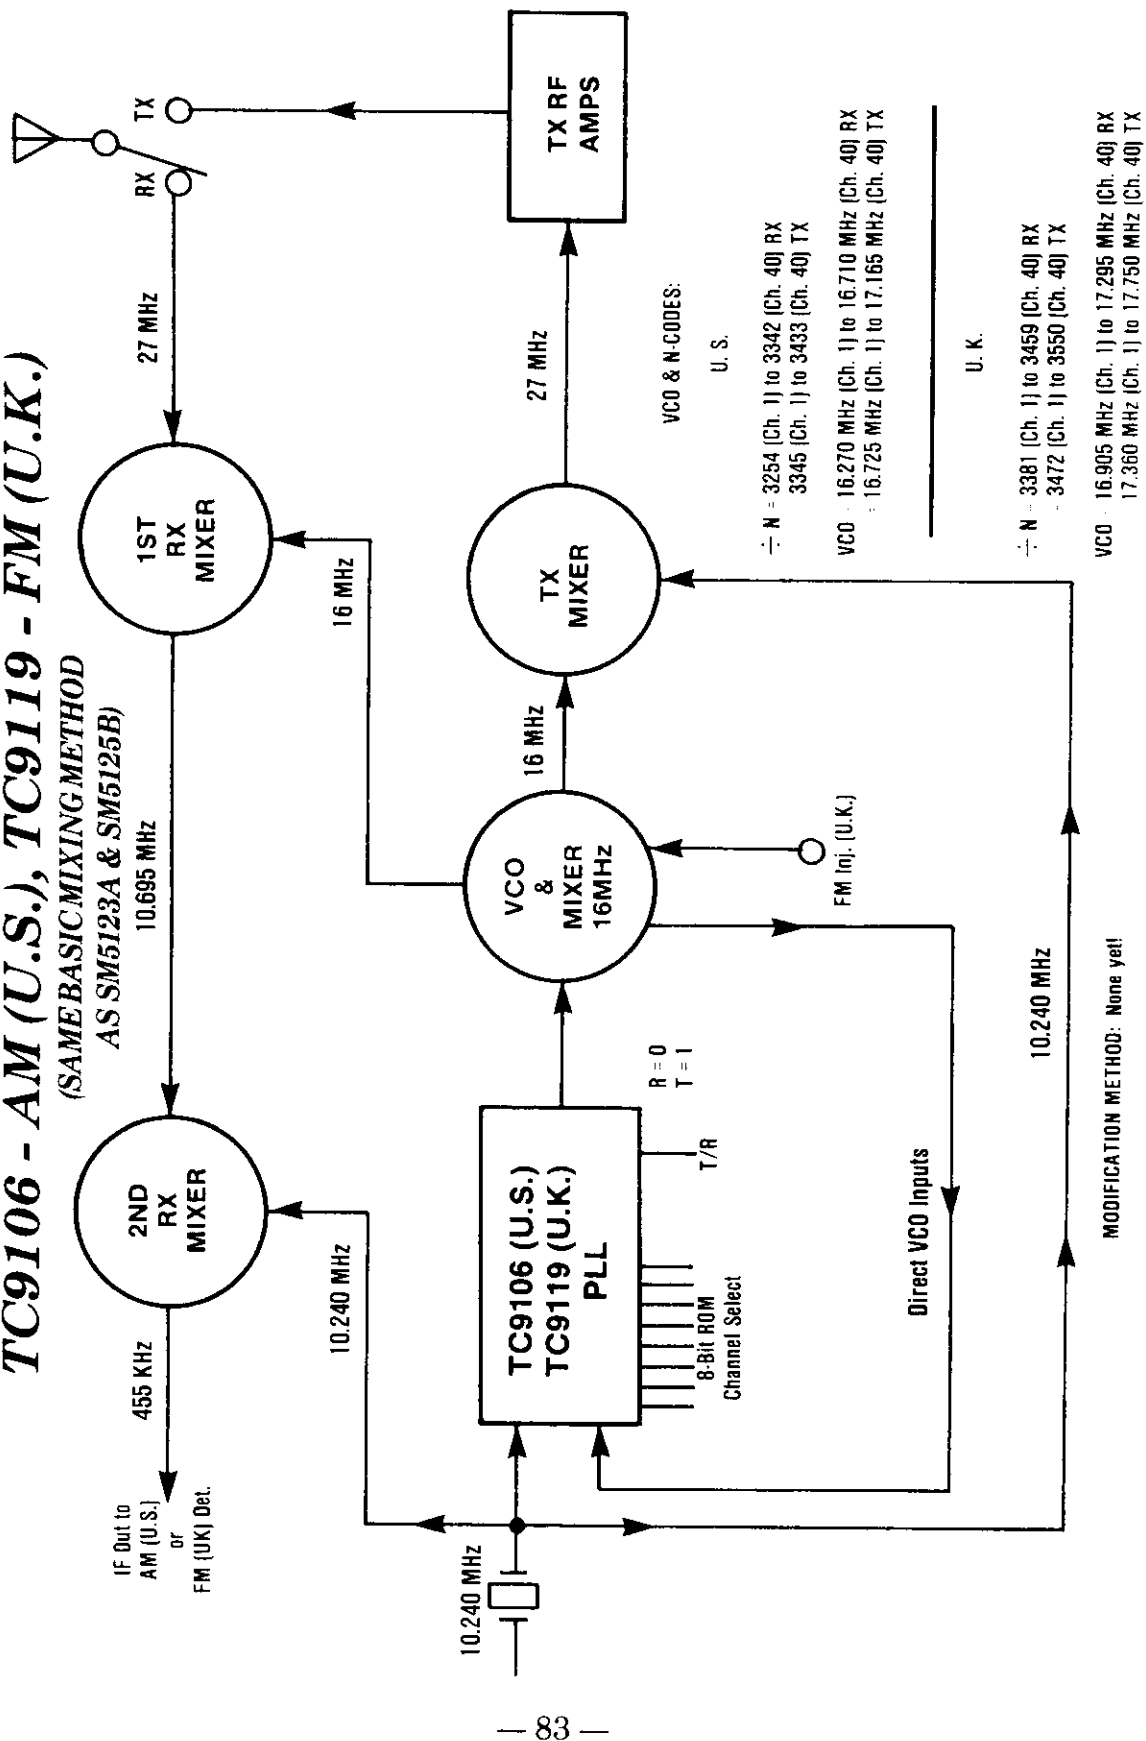 TC9106 - AM (U.S.), TC9119 - FM (U.K.)
(SAME BASIC MIXING METHOD
AS SM5123A & SM5125B)
IF Out to
AM (U.S.)
or
FM (UK) Det.
455 KHz
2ND
RX
MIXER
10.695 MHz
1ST
RX
MIXER
27 MHz
RX
TX
10.240 MHz
16 MHz
10.240 MHz
TC9106 (U.S.)
TC9119 (U.K.)
PLL
8-Bit ROM
Channel Select
T/R
R = 0
T = 1
VCO
&
MIXER
16MHz
16 MHz
TX
MIXER
27 MHz
TX RF
AMPS
FM Inj. (U.K.)
Direct VCO Inputs
10.240 MHz
MODIFICATION METHOD: None yet!
VCO & N-CODES:
U. S.
÷ N = 3254 (Ch. 1) to 3342 (Ch. 40) RX
3345 (Ch. 1) to 3433 (Ch. 40) TX
VCO - 16.270 MHz (Ch. 1) to 16.710 MHz (Ch. 40) RX
= 16.725 MHz (Ch. 1) to 17.165 MHz (Ch. 40) TX
U. K.
÷ N - 3381 (Ch. 1) to 3459 (Ch. 40) RX
- 3472 (Ch. 1) to 3550 (Ch. 40) TX
VCO - 16.905 MHz (Ch. 1) to 17.295 MHz (Ch. 40) RX
17.360 MHz (Ch. 1) to 17.750 MHz (Ch. 40) TX
— 83 —